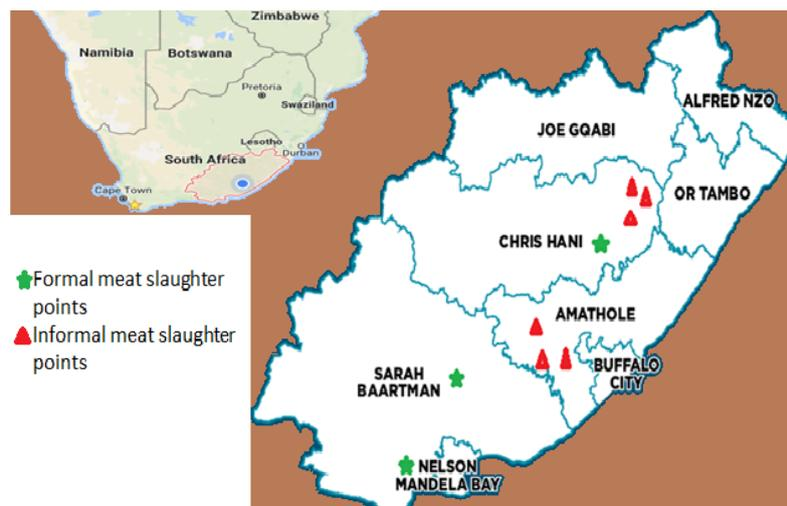 Zimbabwe
Namibia
Botswana
Pretoria
Swaziland
Lesotho
Durban
South Africa
Cape Town
Formal meat slaughter
points
Informal meat slaughter
points
ALFRED NZO
JOE GQABI
OR TAMBO
CHRIS HANI
AMATHOLE
BUFFALO
CITY
SARAH
BAARTMAN
NELSON
MANDELA BAY